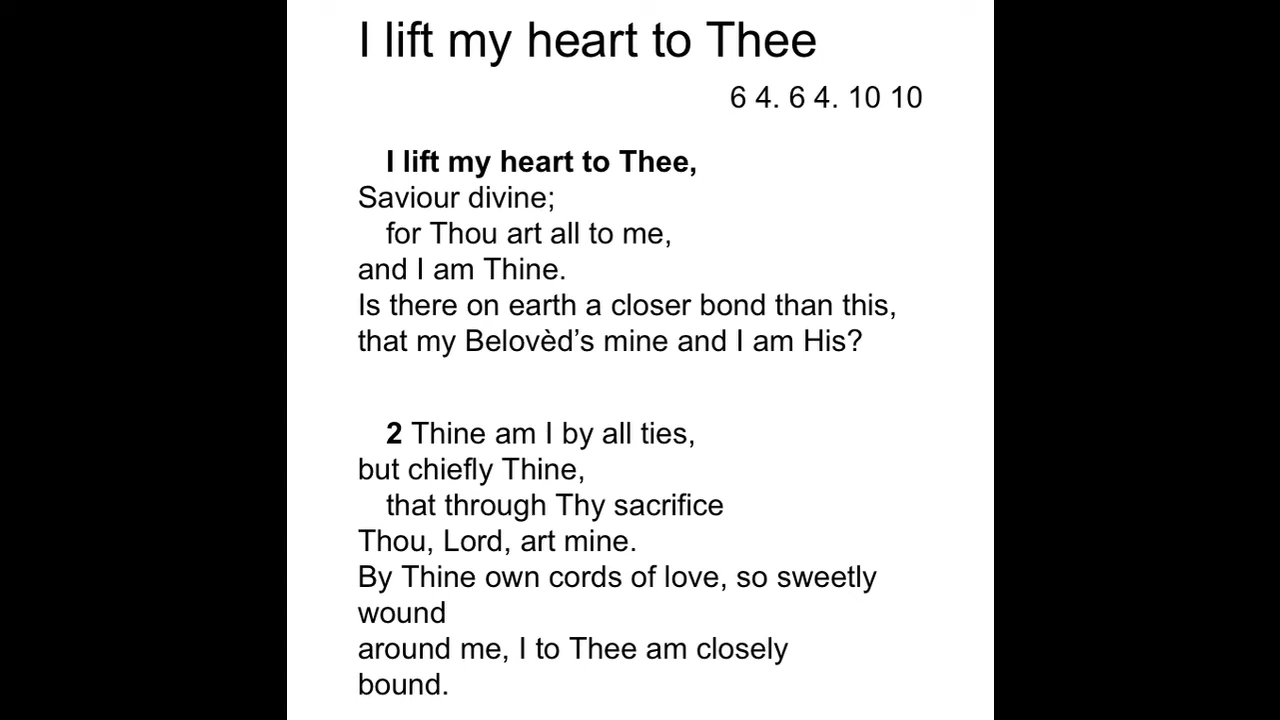 I lift my heart to Thee
6 4. 6 4. 10 10
I lift my heart to Thee,
Saviour divine;
for Thou art all to me,
and I am Thine.
Is there on earth a closer bond than this,
that my Belovèd’s mine and I am His?
2 Thine am I by all ties,
but chiefly Thine,
that through Thy sacrifice
Thou, Lord, art mine.
By Thine own cords of love, so sweetly
wound
around me, I to Thee am closely
bound.